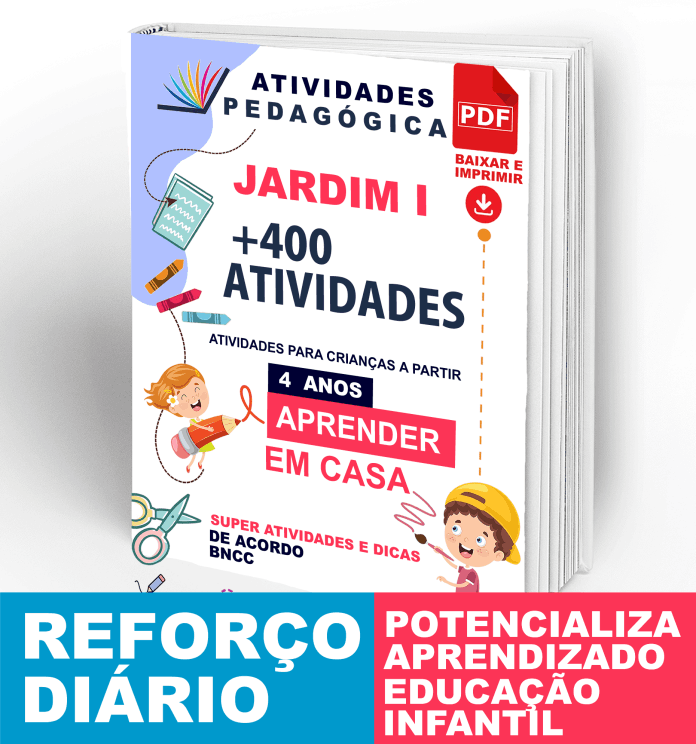 ATIVIDADES
PEDAGÓGICA
PDF
BAIXAR E
IMPRIMIR
JARDIM I
+400
ATIVIDADES
ATIVIDADES PARA CRIANÇAS A PARTIR
4 ANOS
APRENDER
EM CASA
SUPER ATIVIDADES E DICAS
DE ACORDO
BNCC
REFORÇO
DIÁRIO
POTENCIALIZA
APRENDIZADO
EDUCAÇÃO
INFANTIL